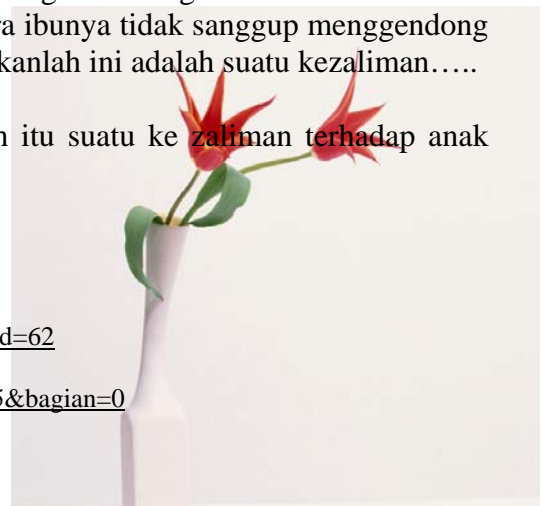 a ibunya tidak sanggup menggendong
kanlah ini adalah suatu kezaliman…..
n itu suatu ke zaliman terhadap anak
d=62
5&bagian=0